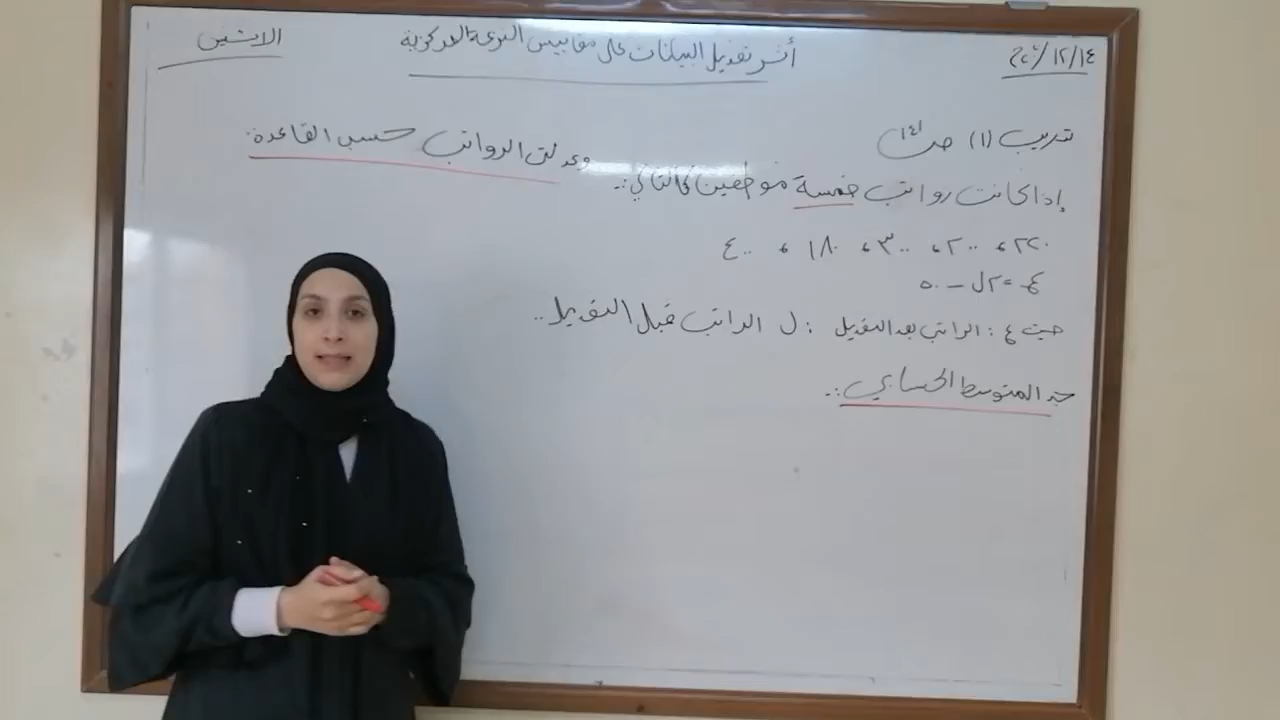 ٢٠٢٠/١٢/١٤ أثر تعديل البيانات على مقاييس النزعة المركزية الاثنين
تدريب (١) ص١٤١
إذا كانت رواتب خمسة موظفين كالتالي:. وعدلت الرواتب حسب القاعدة:
٢٢٠ ، ٢٠٠ ، ٣٠٠ ، ١٨٠ ، ٤٠٠
ع = ٢ل - ٥٠
حيث ع : الراتب بعد التعديل : ل الراتب قبل التعديل ..
جد المتوسط الحسابي :.